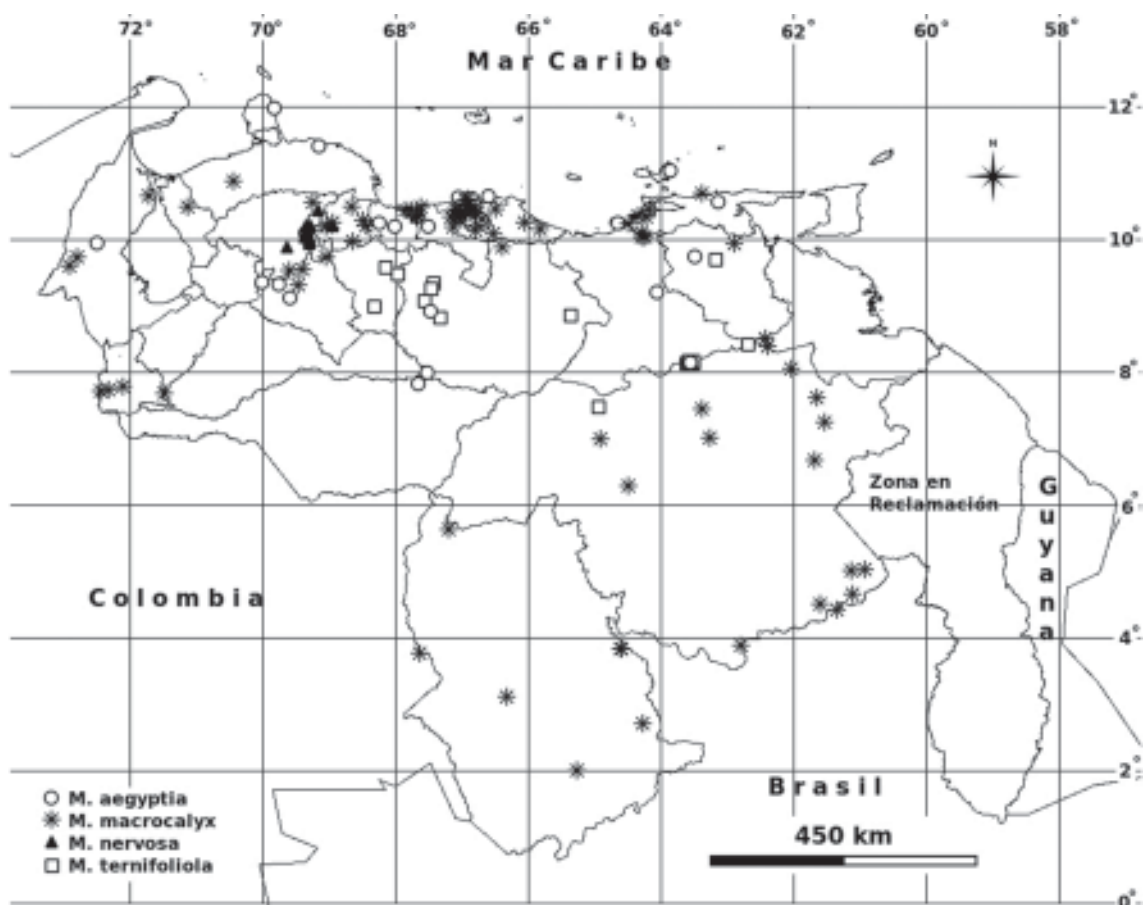 72° 70° 68° 66° 64° 62° 60° 58°
Mar Caribe
12°
N
10°
8°
Zona en
Reclamación
6°
Guyana
Colombia
4°
2°
Brasil
M. aegyptia
M. macrocalyx
M. nervosa
M. ternifoliola
450 km
0°